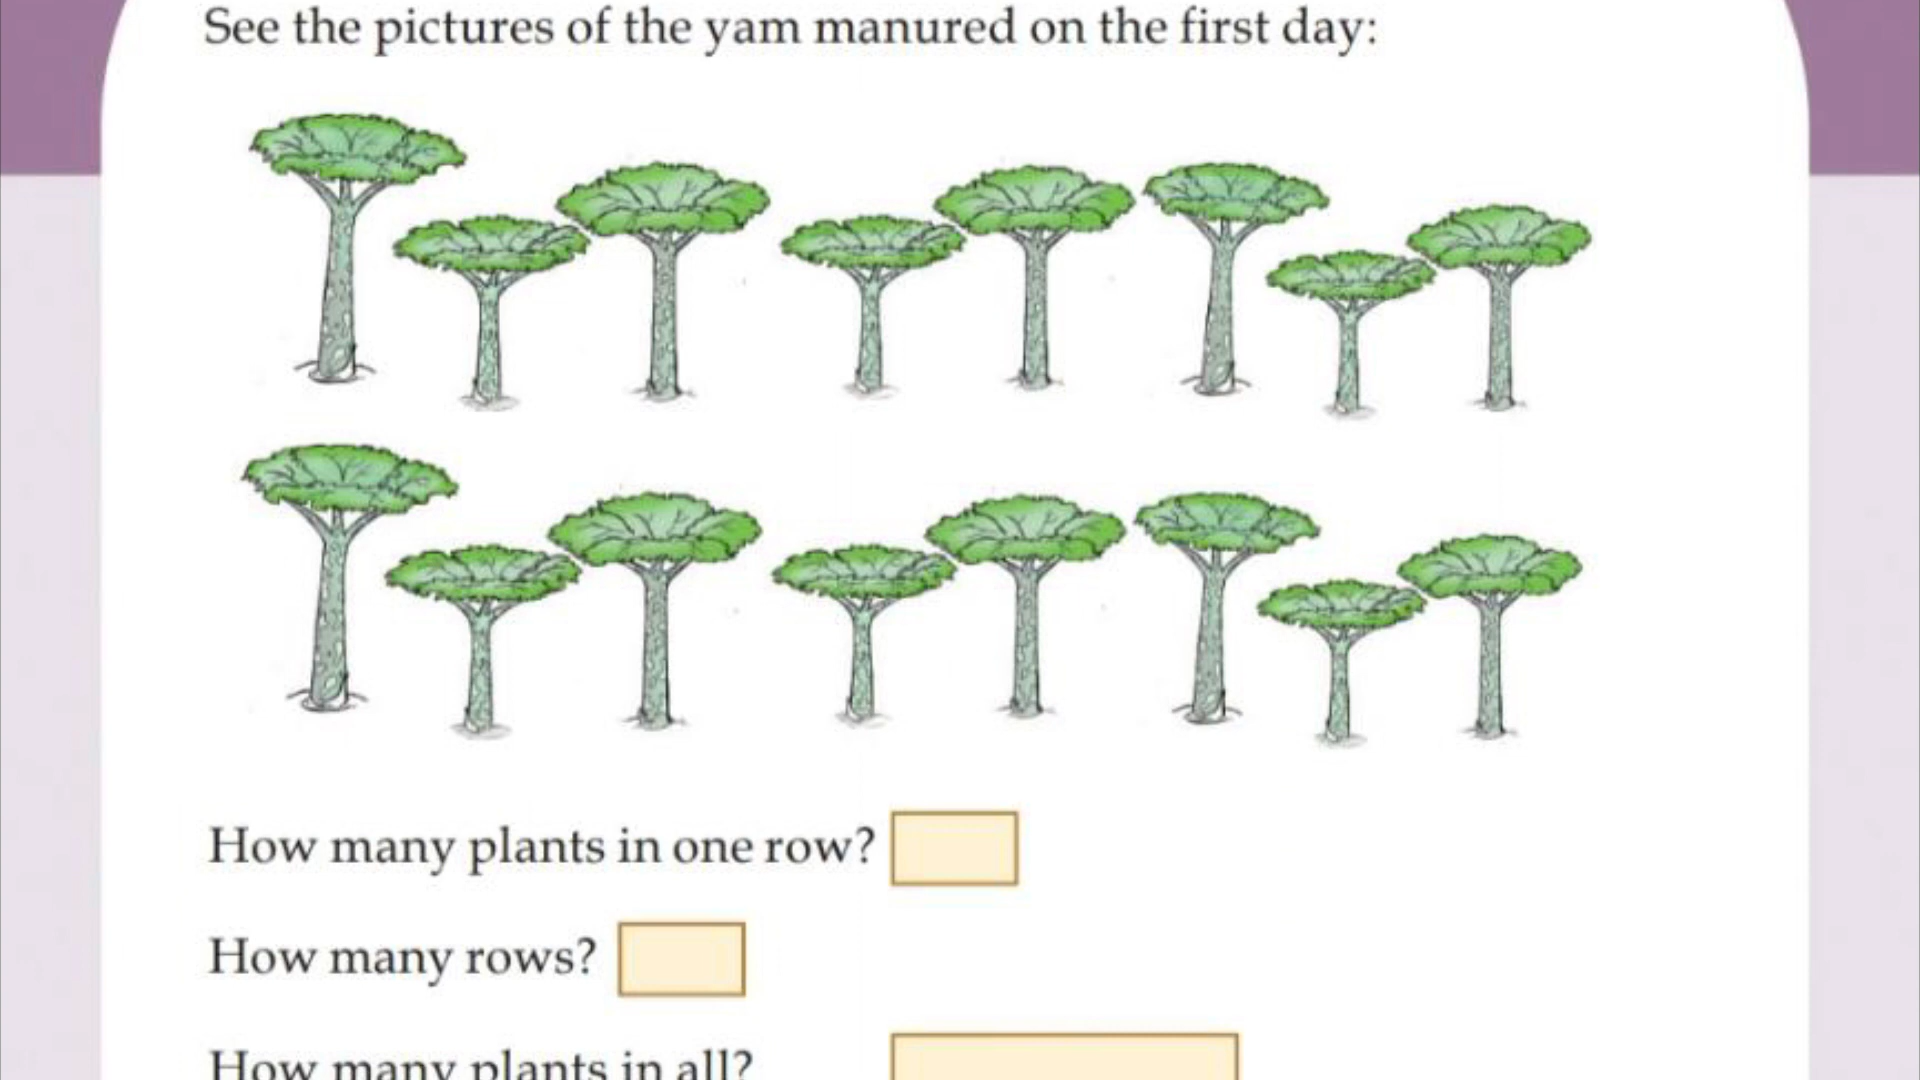 See the pictures of the yam manured on the first day:
How many plants in one row?
How many rows?
How many plants in all?